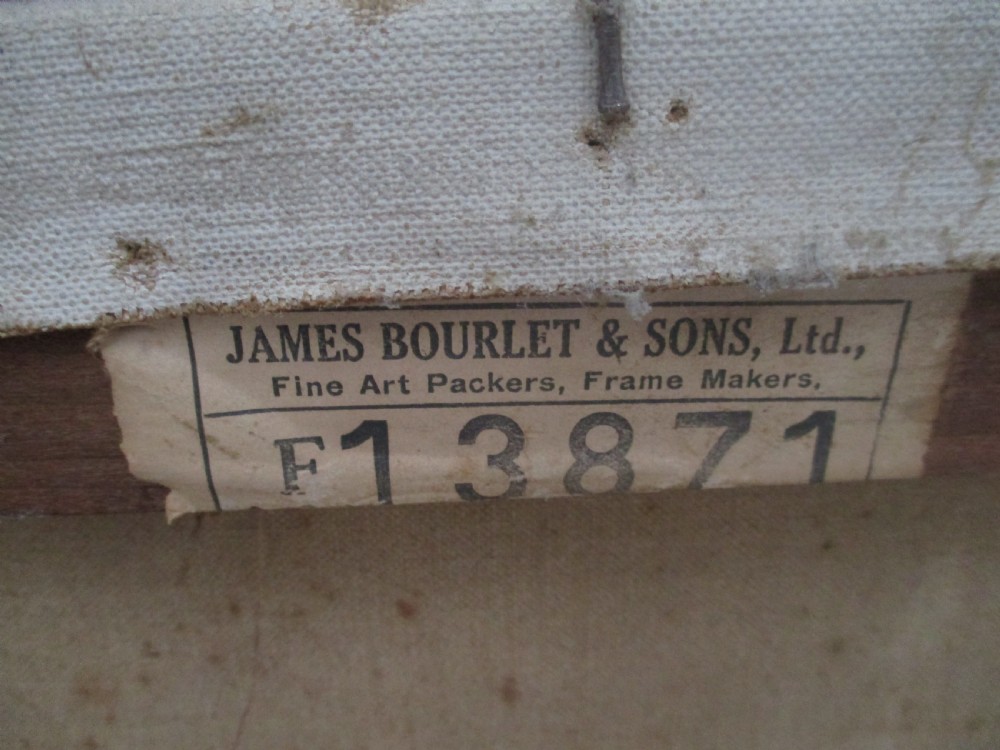 JAMES BOURLET & SONS, Ltd.,
Fine Art Packers, Frame Makers,
F13871